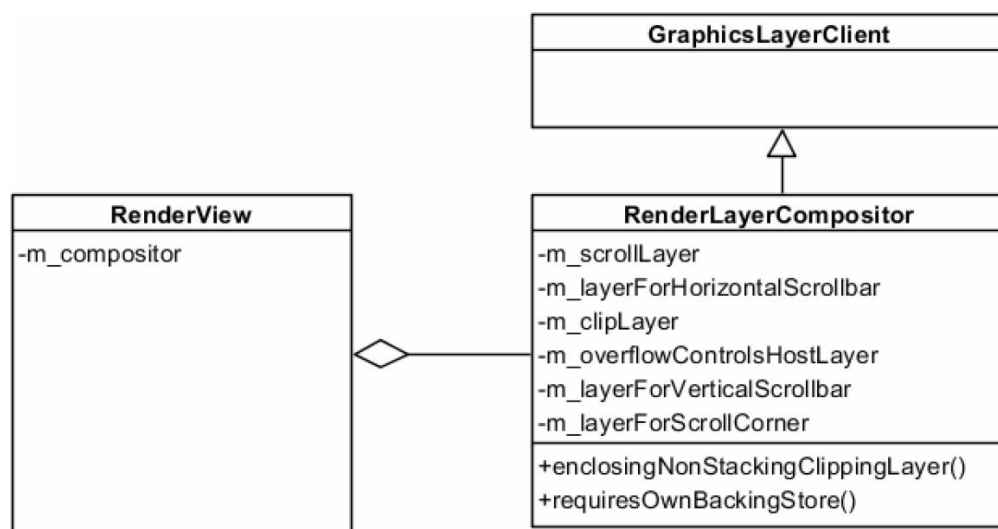 GraphicsLayerClient
RenderView
-m_compositor
RenderLayerCompositor
-m_scrollLayer
-m_layerForHorizontalScrollbar
-m_clipLayer
-m_overflowControlsHostLayer
-m_layerForVerticalScrollbar
-m_layerForScrollCorner
+enclosingNonStackingClippingLayer()
+requiresOwnBackingStore()